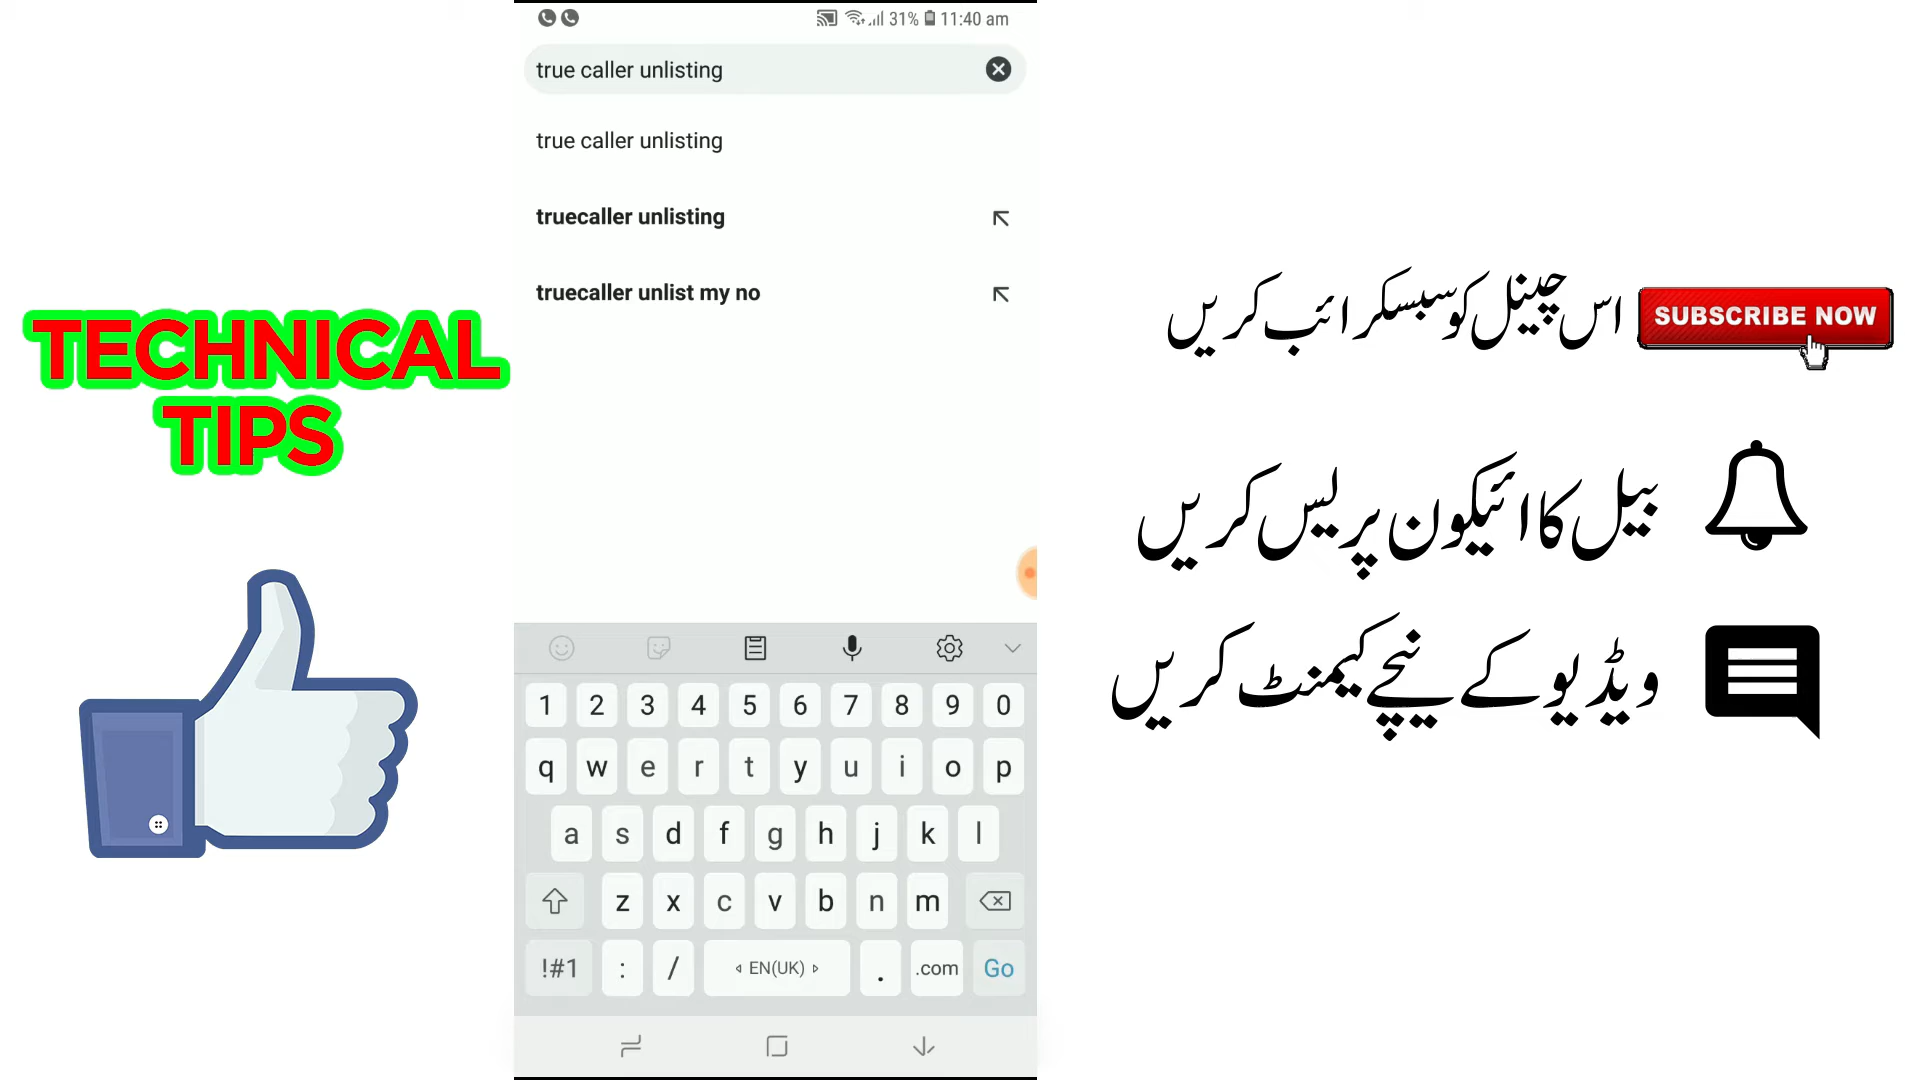 TECHNICAL
TIPS
31% 11:40 am
true caller unlisting
true caller unlisting
truecaller unlisting
truecaller unlist my no
1 2 3 4 5 6 7 8 9 0
q w e r t y u i o p
a s d f g h j k l
z x c v b n m
!#1 : / EN(UK) . .com Go
اس چینل کو سبسکرائب کریں
SUBSCRIBE NOW
بیل کا ائیکون پریس کریں
ویڈیو کے نیچے کیمنٹ کریں